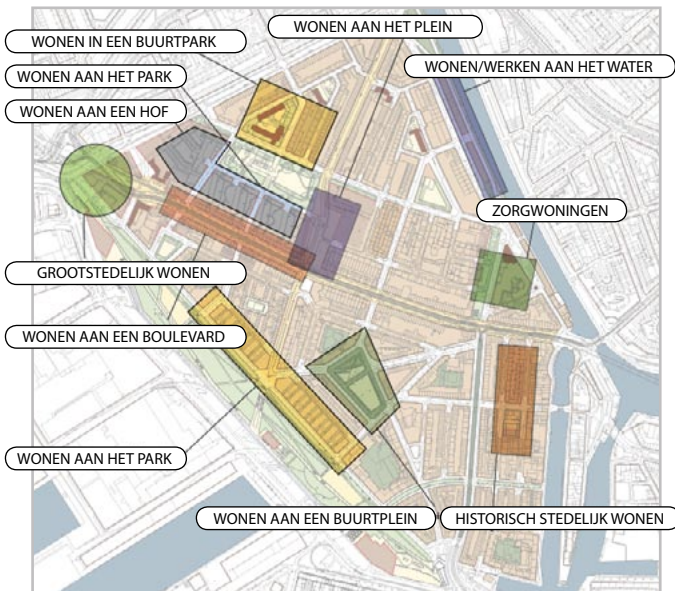 WONEN AAN HET PLEIN
WONEN IN EEN BUURTPARK
WONEN/WERKEN AAN HET WATER
WONEN AAN HET PARK
WONEN AAN EEN HOF
ZORGWONINGEN
GROOTSTEDELIJK WONEN
WONEN AAN EEN BOULEVARD
WONEN AAN HET PARK
WONEN AAN EEN BUURTPLEIN
HISTORISCH STEDELIJK WONEN